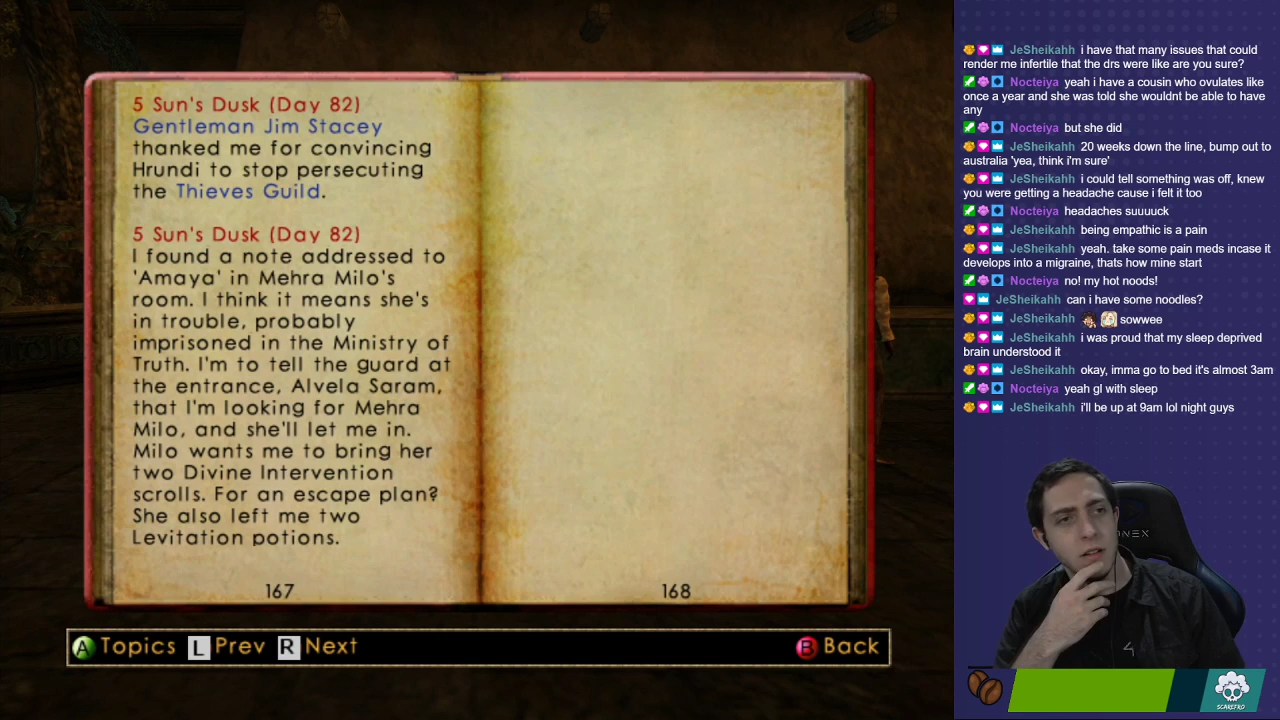 5 Sun's Dusk (Day 82)
Gentleman Jim Stacey
thanked me for convincing
Hrundi to stop persecuting
the Thieves Guild.
5 Sun's Dusk (Day 82)
I found a note addressed to
'Amaya' in Mehra Milo's
room. I think it means she's
in trouble, probably
imprisoned in the Ministry of
Truth. I'm to tell the guard at
the entrance, Alvela Saram,
that I'm looking for Mehra
Milo, and she'll let me in.
Milo wants me to bring her
two Divine Intervention
scrolls. For an escape plan?
She also left me two
Levitation potions.
167
168
A Topics L Prev R Next
B Back
JeSheikahh i have that many issues that could
render me infertile that the drs were like are you sure?
Nocteiya yeah i have a cousin who ovulates like
once a year and she was told she wouldnt be able to have
any
Nocteiya but she did
JeSheikahh 20 weeks down the line, bump out to
australia 'yea, think i'm sure'
JeSheikahh i could tell something was off, knew
you were getting a headache cause i felt it too
Nocteiya headaches suuuuck
JeSheikahh being empathic is a pain
JeSheikahh yeah. take some pain meds incase it
develops into a migraine, thats how mine start
Nocteiya no! my hot noods!
JeSheikahh can i have some noodles?
JeSheikahh sowwee
JeSheikahh i was proud that my sleep deprived
brain understood it
JeSheikahh okay, imma go to bed it's almost 3am
Nocteiya yeah gl with sleep
JeSheikahh i'll be up at 9am lol night guys
ONEX
SCAREFRO